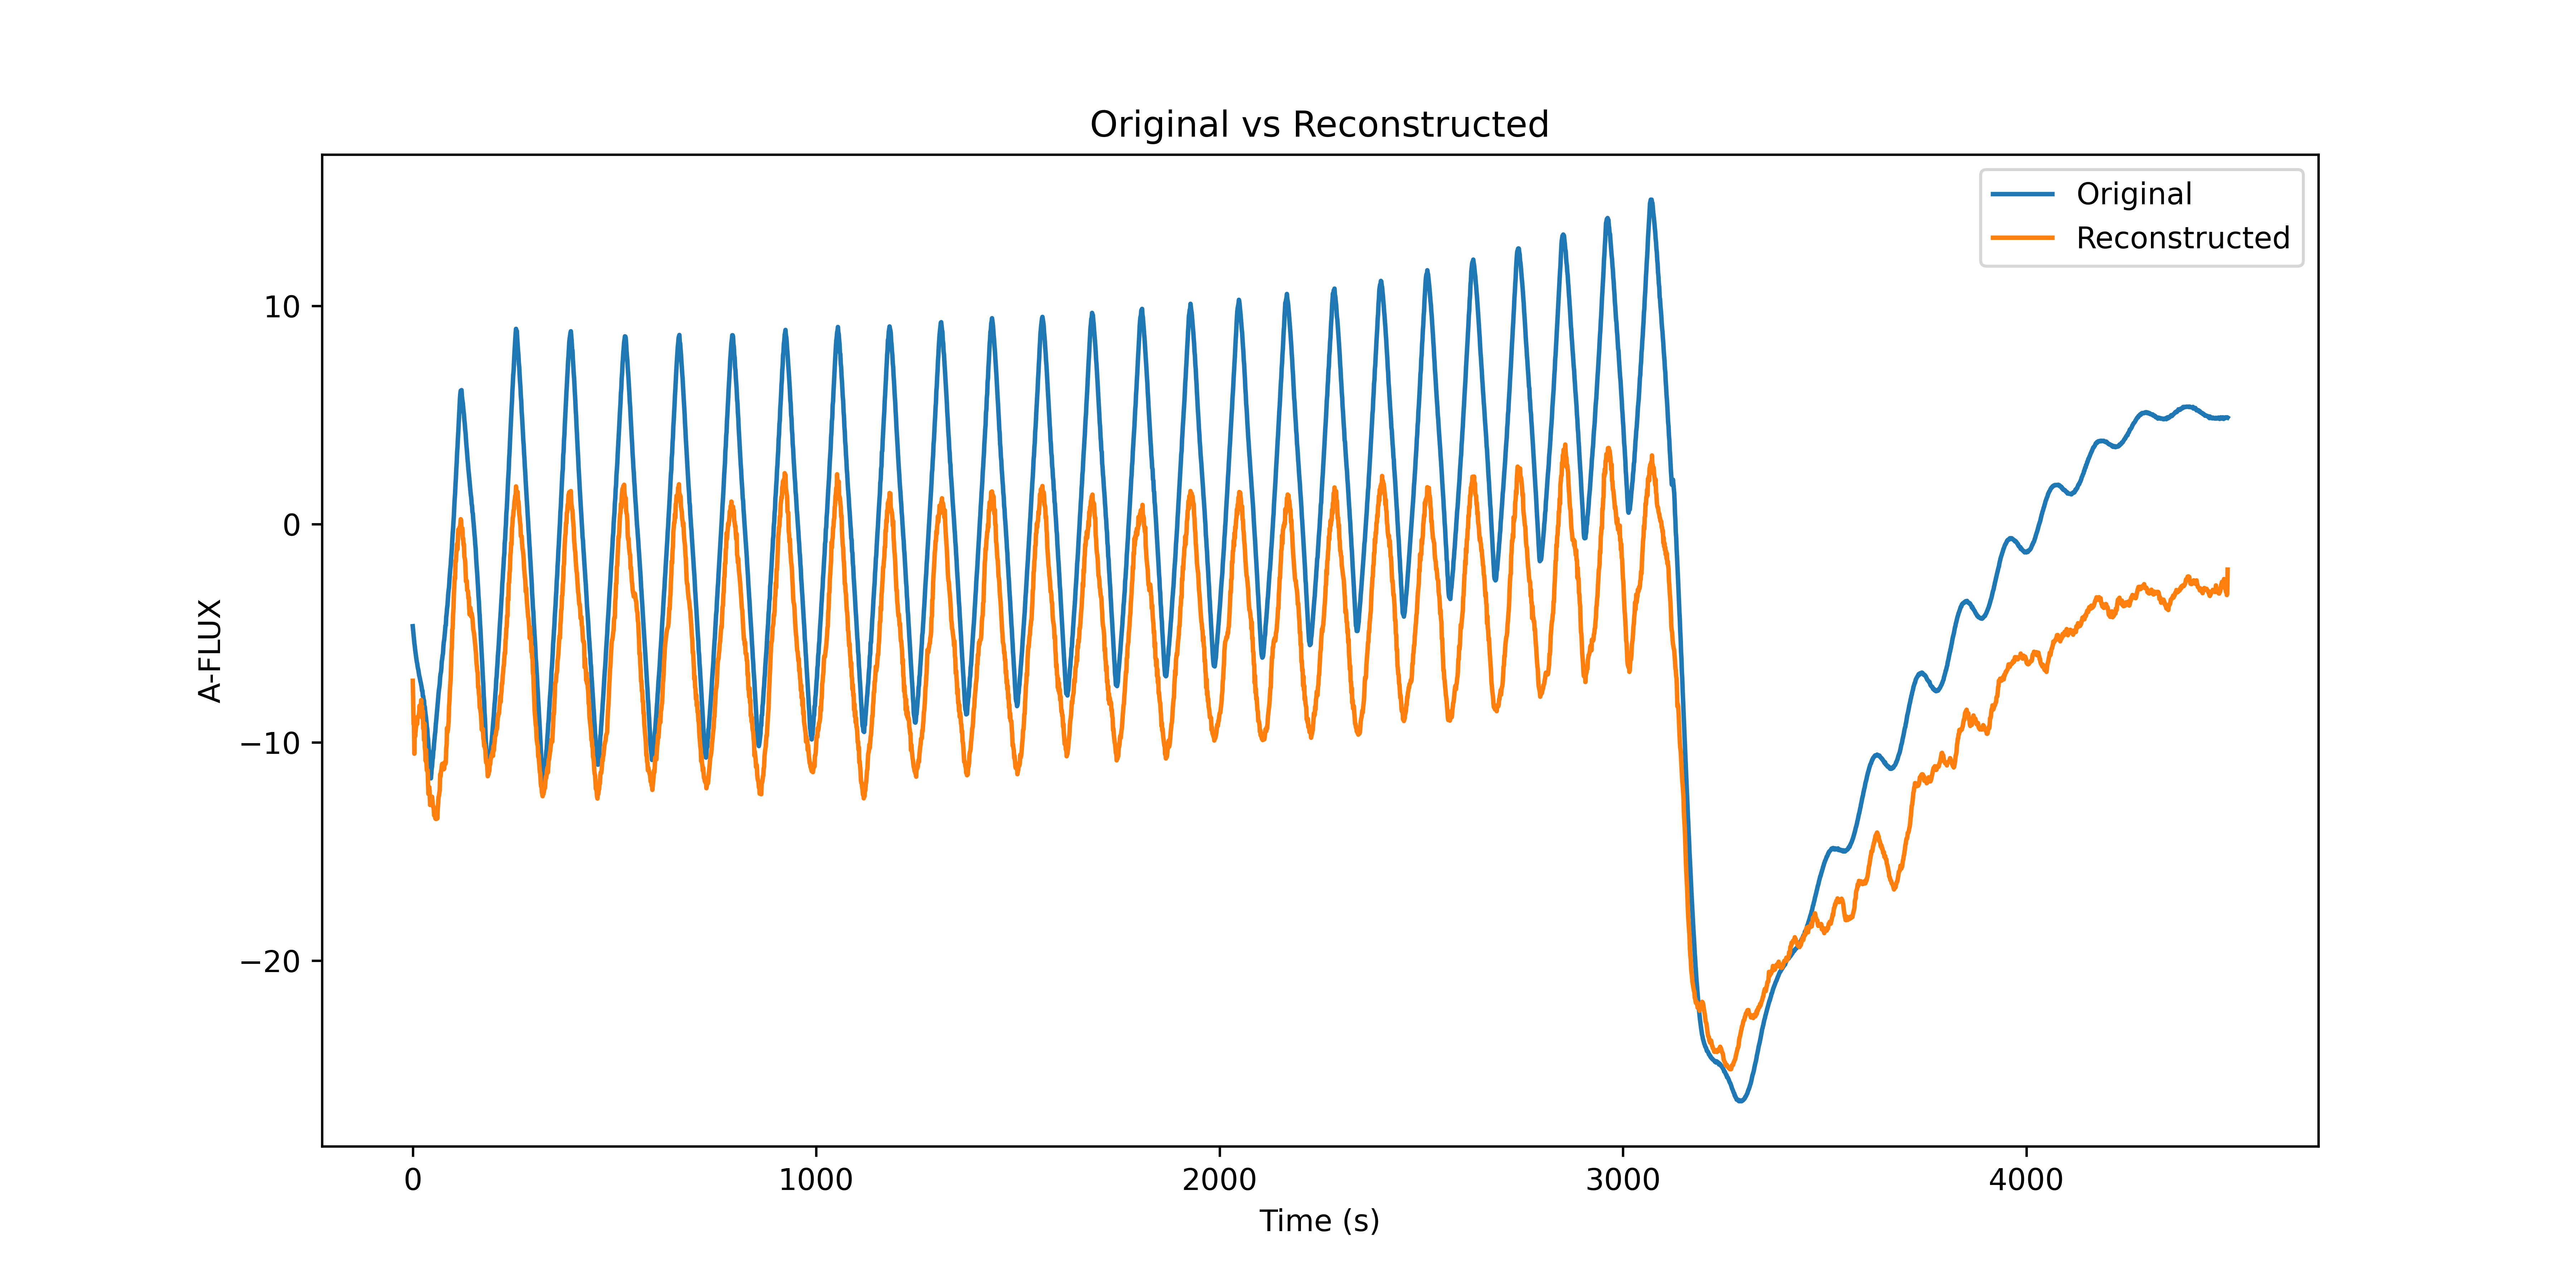 Original vs Reconstructed
Original
Reconstructed
A-FLUX
10
0
−10
−20
0 1000 2000 3000 4000
Time (s)